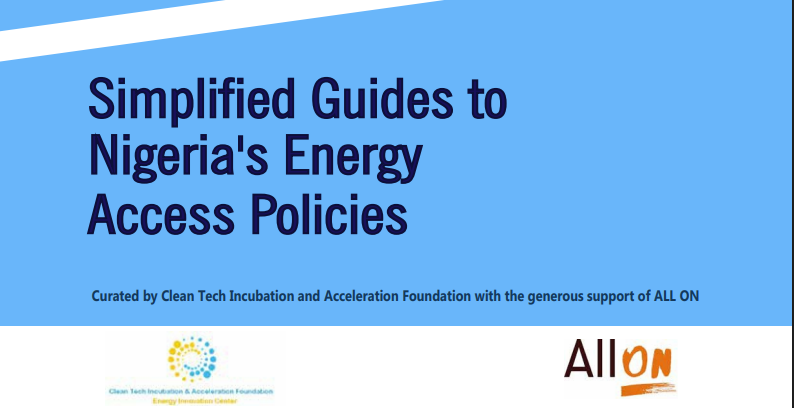 Simplified Guides to
Nigeria's Energy
Access Policies
Curated by Clean Tech Incubation and Acceleration Foundation with the generous support of ALL ON
Clean Tech Incubation & Acceleration Foundation
Energy Innovation Center
All ON